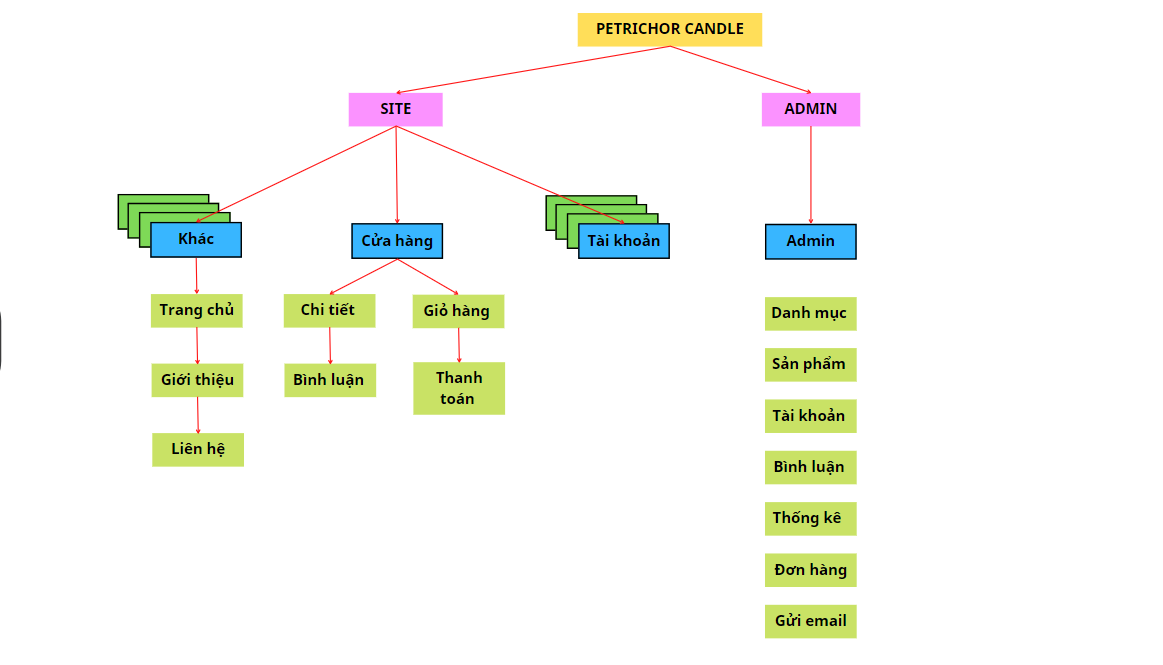 PETRICHOR CANDLE
SITE
ADMIN
Khác
Cửa hàng
Tài khoản
Admin
Trang chủ
Chi tiết
Giỏ hàng
Danh mục
Giới thiệu
Bình luận
Thanh
toán
Sản phẩm
Tài khoản
Liên hệ
Bình luận
Thống kê
Đơn hàng
Gửi email